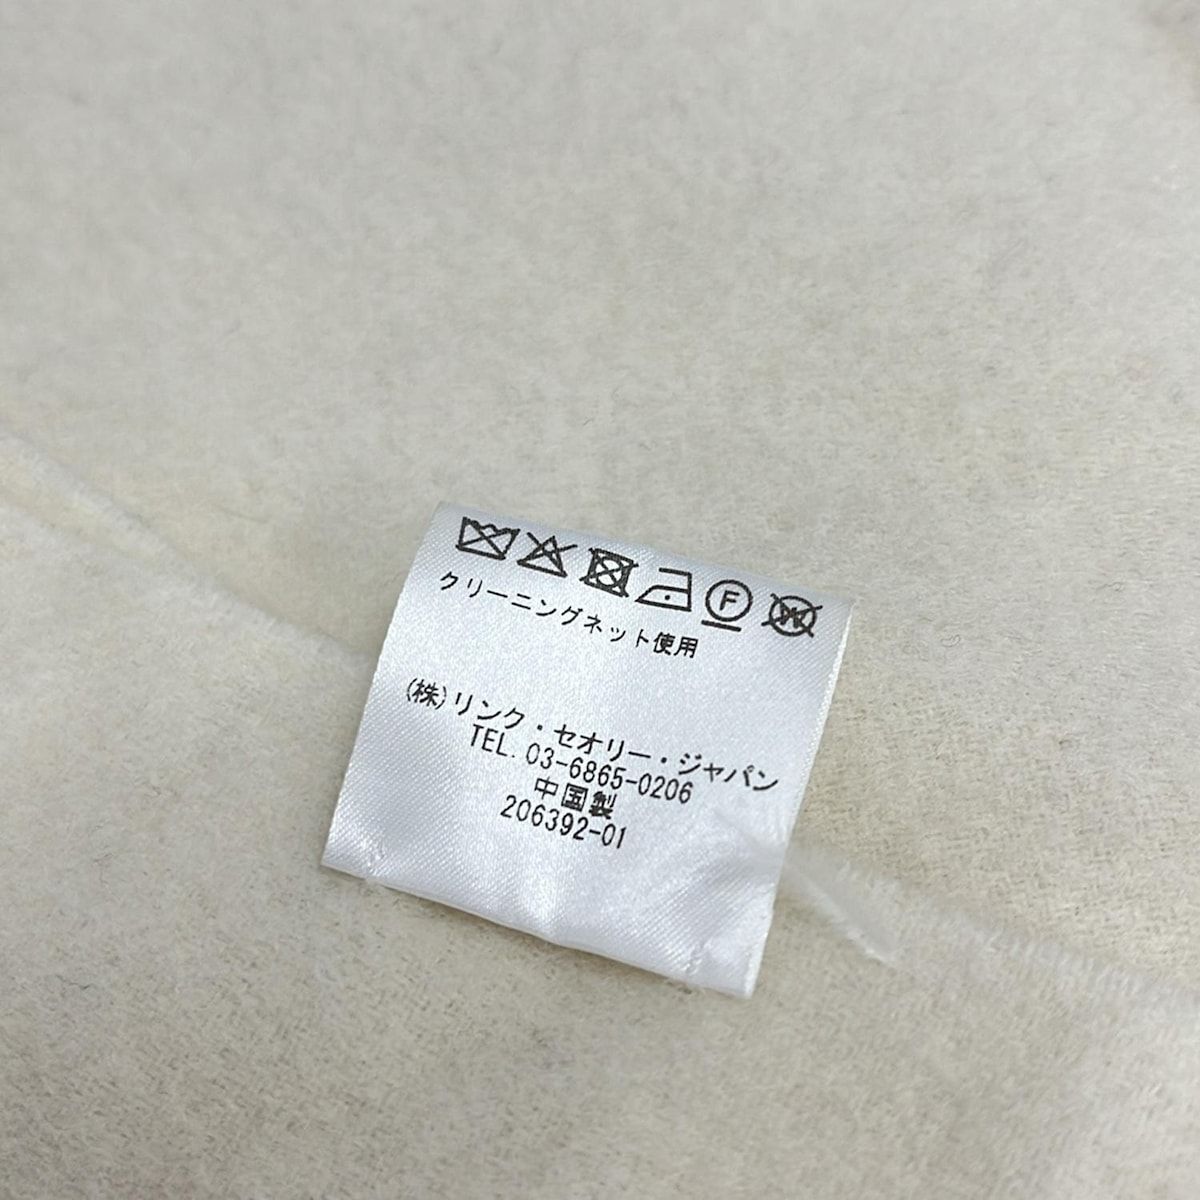 F W
クリーニングネット使用
(株)リンク・セオリー・ジャパン
TEL. 03-6865-0206
中国製
206392-01